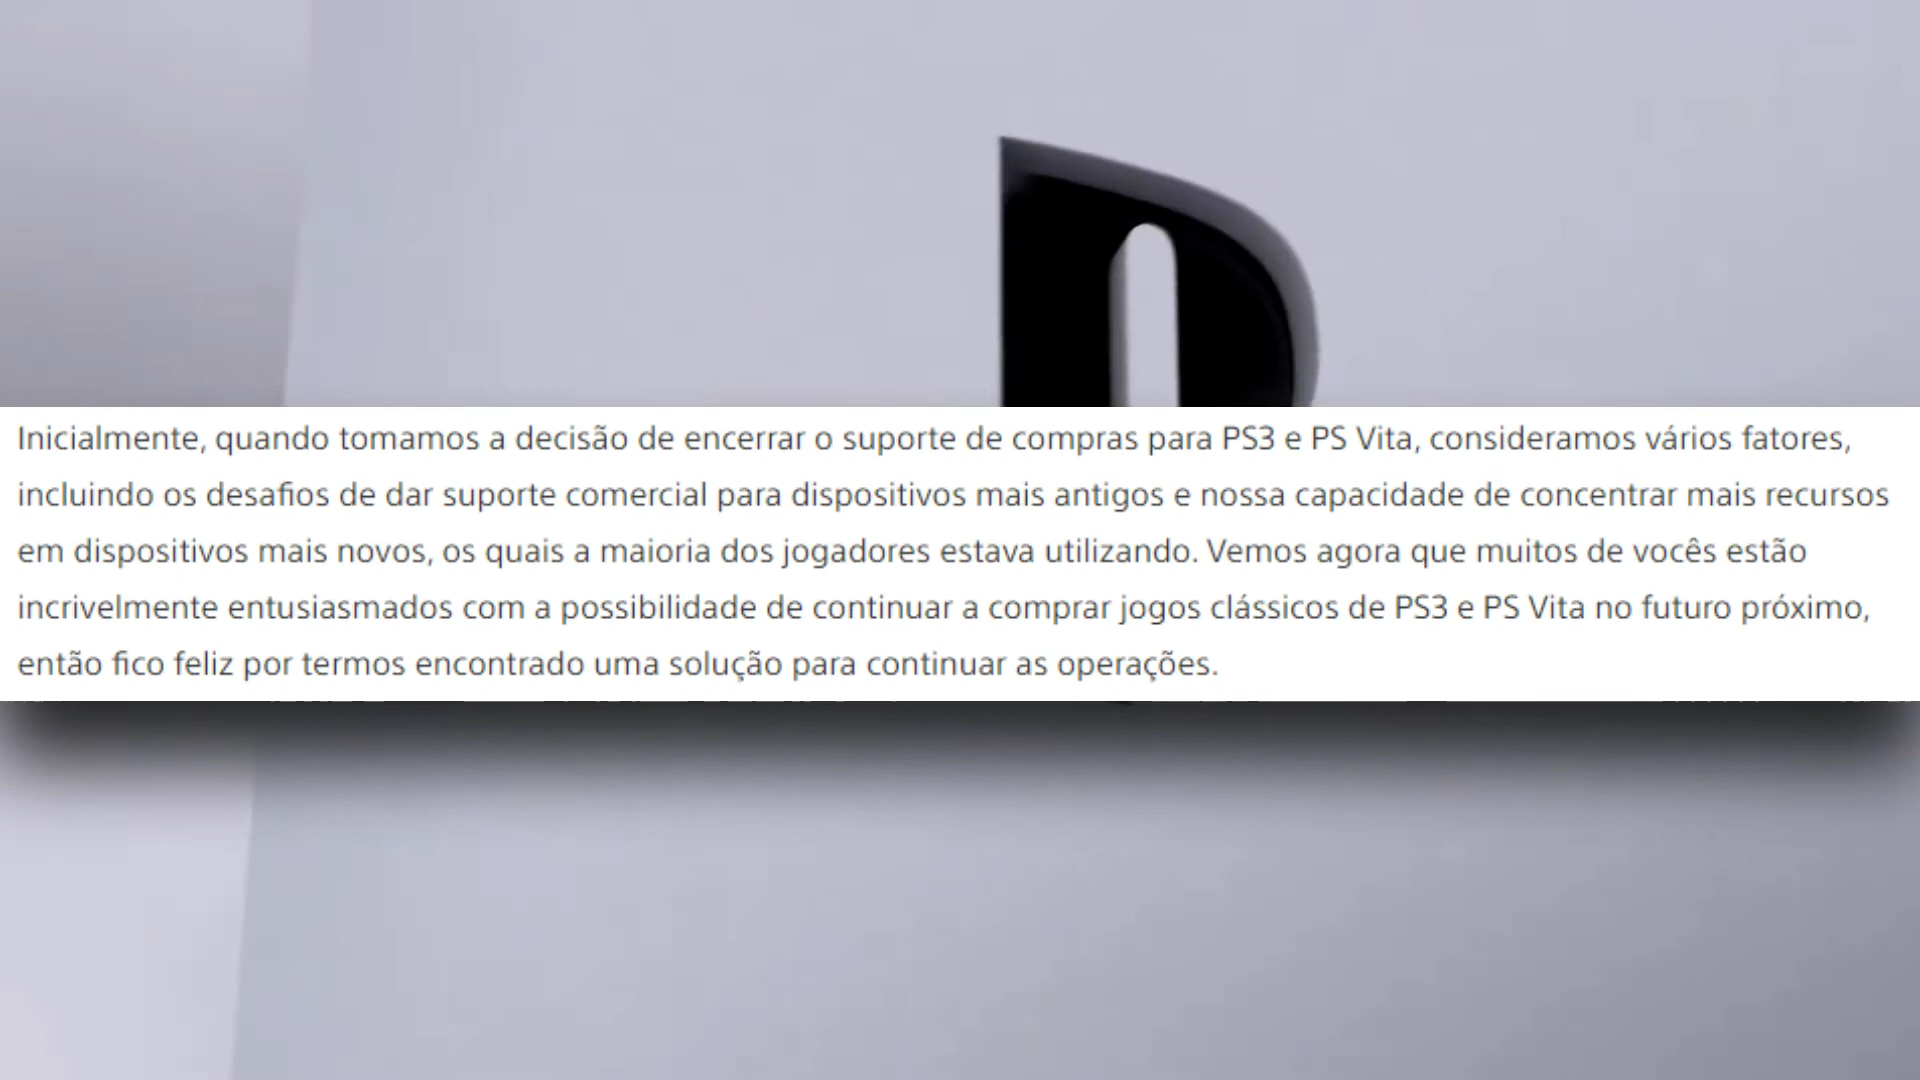 Inicialmente, quando tomamos a decisão de encerrar o suporte de compras para PS3 e PS Vita, consideramos vários fatores,
incluindo os desafios de dar suporte comercial para dispositivos mais antigos e nossa capacidade de concentrar mais recursos
em dispositivos mais novos, os quais a maioria dos jogadores estava utilizando. Vemos agora que muitos de vocês estão
incrivelmente entusiasmados com a possibilidade de continuar a comprar jogos clássicos de PS3 e PS Vita no futuro próximo,
então fico feliz por termos encontrado uma solução para continuar as operações.